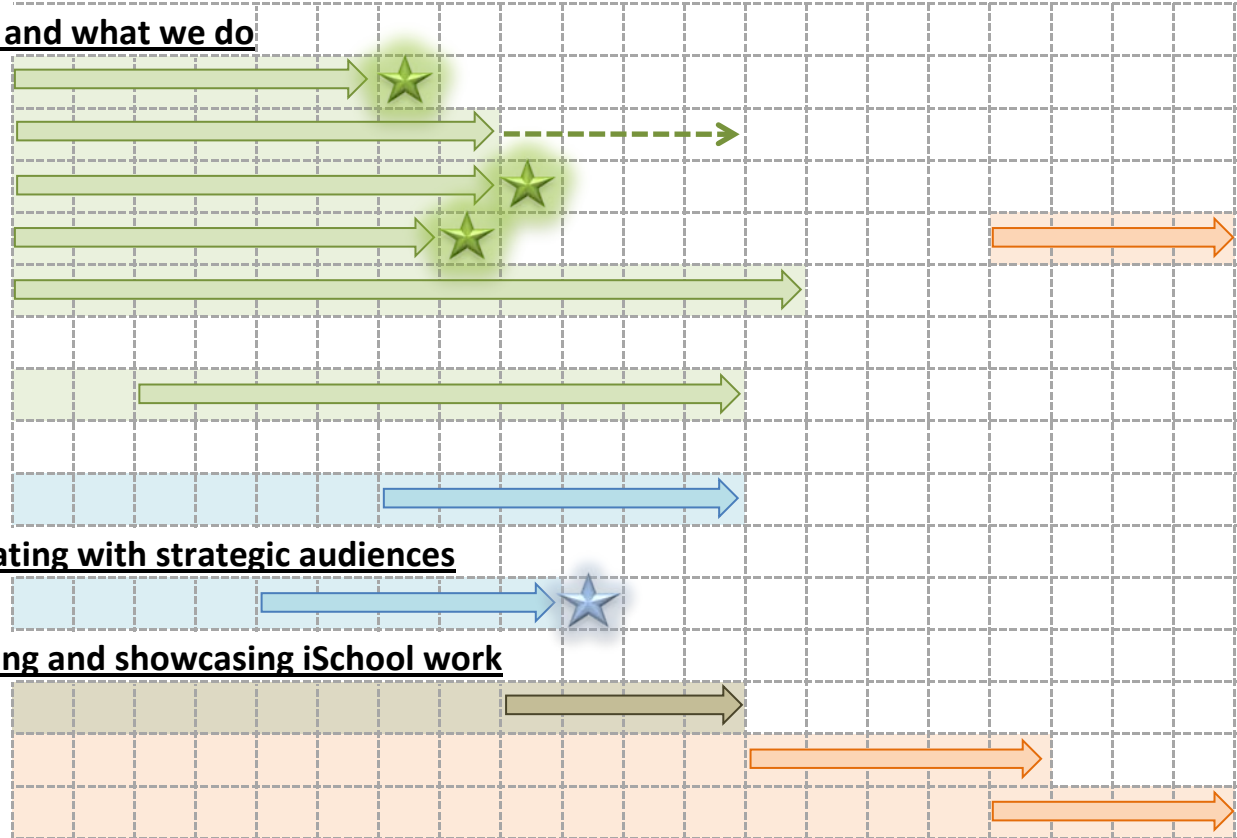 and what we do
ating with strategic audiences
ng and showcasing iSchool work